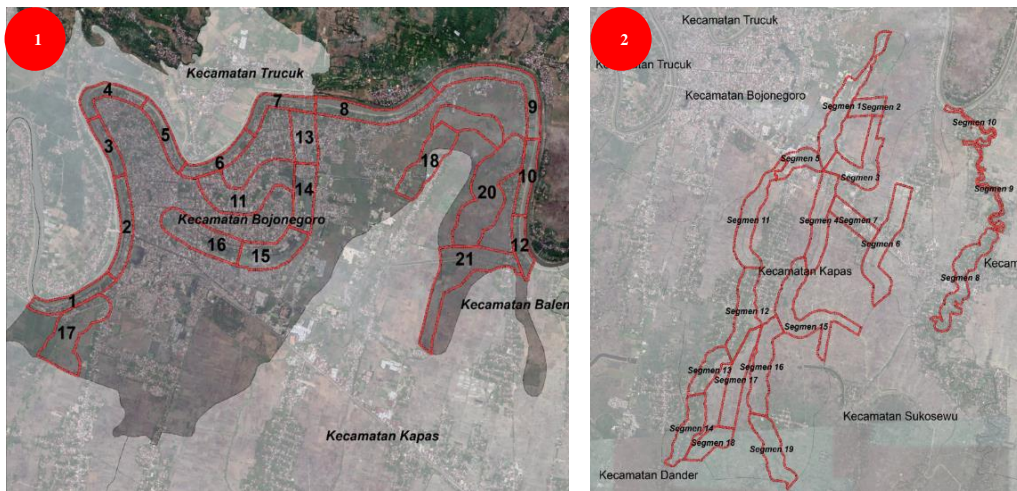 1
Kecamatan Trucuk
4
7
8
9
3
5
13
6
18
10
11
14
20
Kecamatan Bojonegoro
2
16
15
12
21
1
Kecamatan Balen
17
Kecamatan Kapas
2
Kecamatan Trucuk
Kecamatan Trucuk
Kecamatan Bojonegoro
Segmen 1
Segmen 2
Segmen 10
Segmen 5
Segmen 3
Segmen 9
Segmen 11
Segmen 4
Segmen 7
Segmen 6
Kecam
Kecamatan Kapas
Segmen 8
Segmen 12
Segmen 15
Segmen 13
Segmen 16
Segmen 17
Kecamatan Sukosewu
Segmen 14
Segmen 18
Segmen 19
Kecamatan Dander